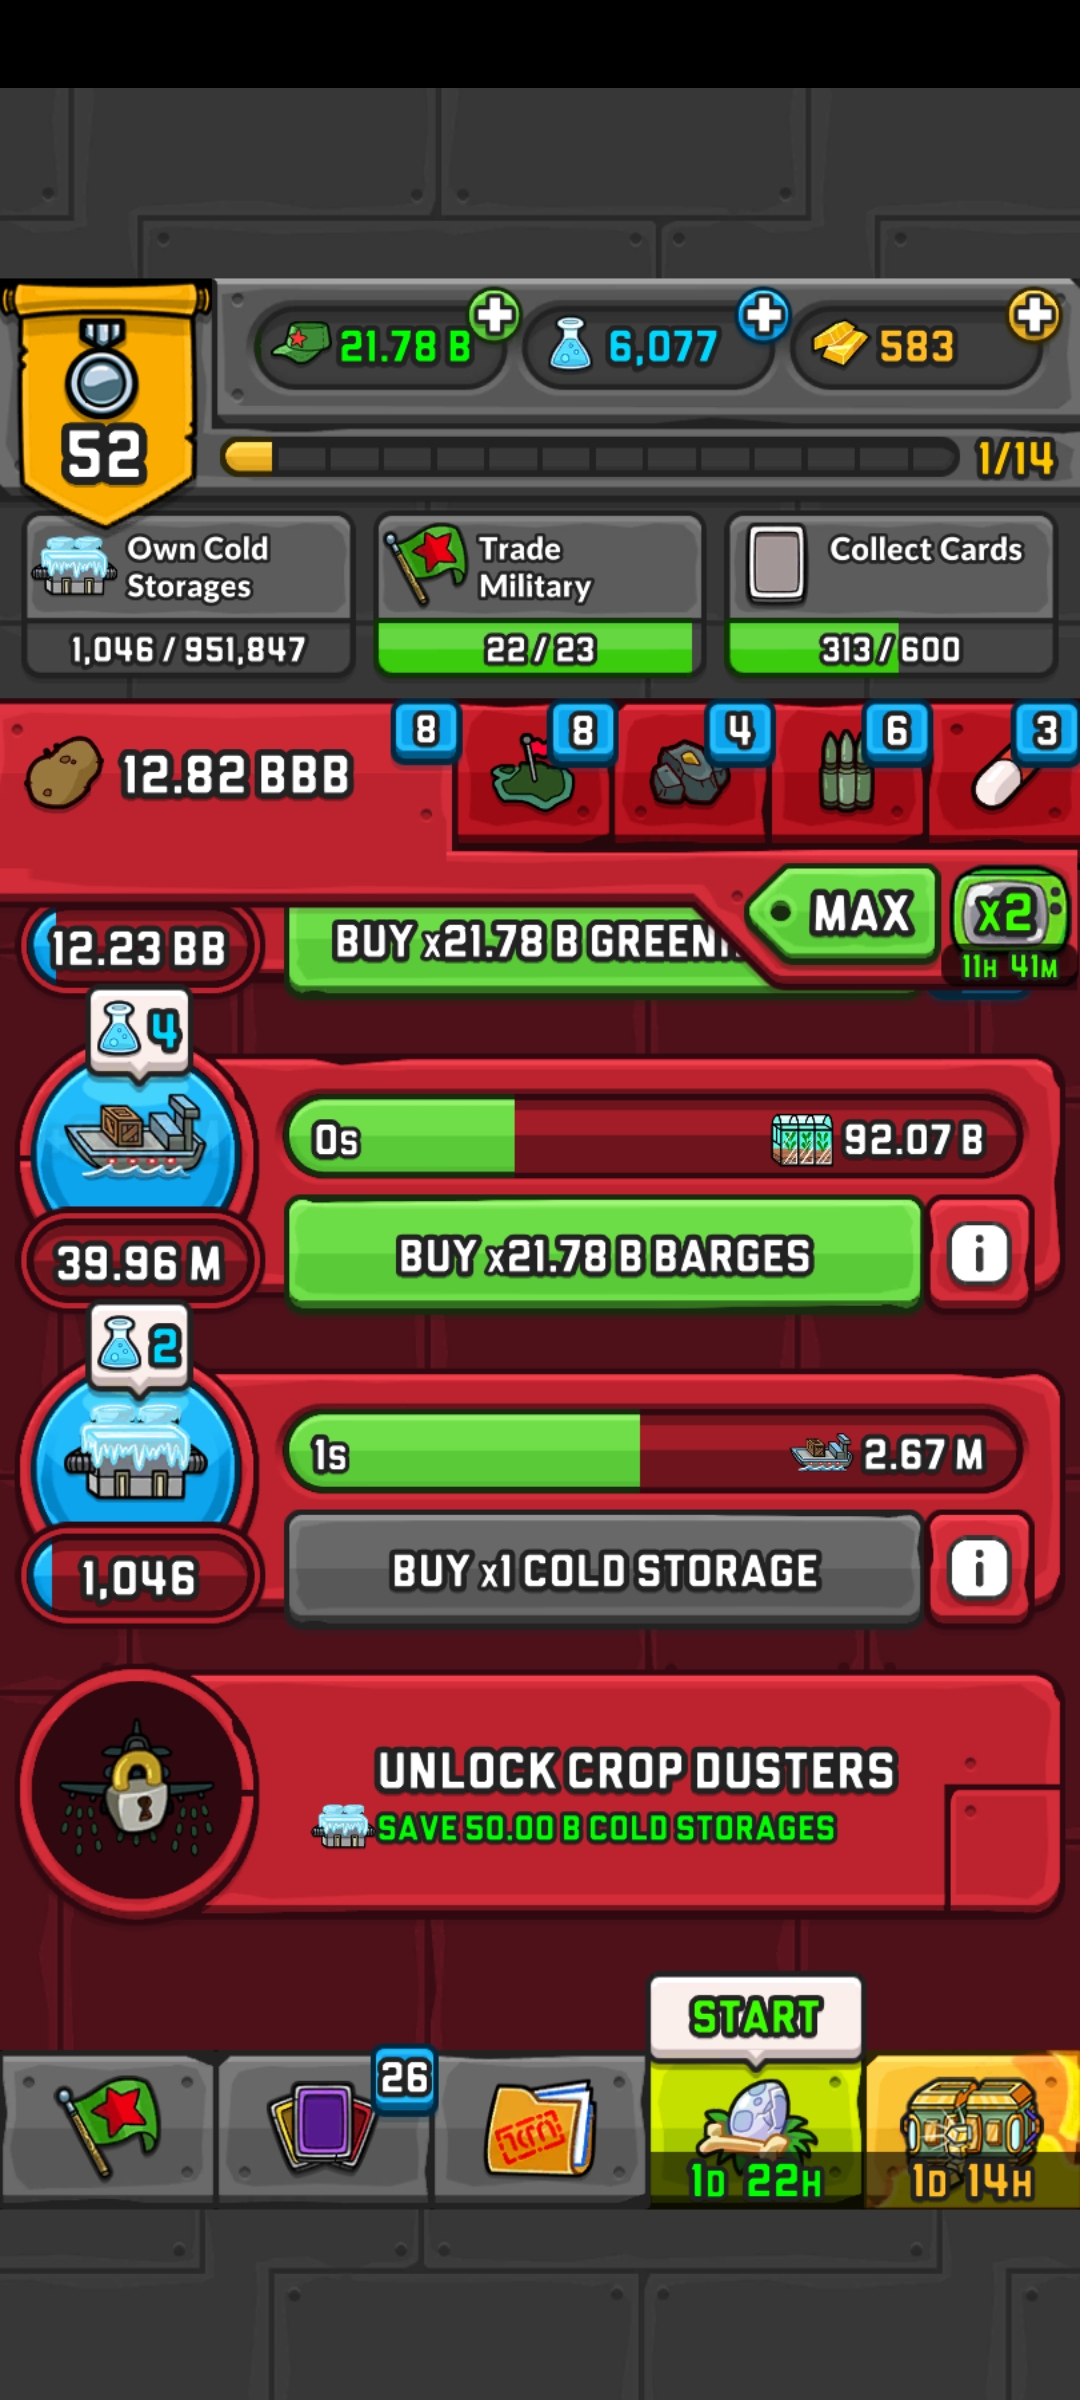 21.78 B
6,077
583
52
1/14
Own Cold
Storages
Trade
Military
Collect Cards
1,046 / 951,847
22 / 23
313 / 600
12.82 BBB
8
8
4
6
3
MAX
x2
11H 41M
12.23 BB
BUY x21.78 B
4
0s
92.07 B
39.96 M
BUY x21.78 B BARGES
i
2
1s
2.67 M
1,046
BUY x1 COLD STORAGE
i
UNLOCK CROP DUSTERS
SAVE 50.00 B COLD STORAGES
START
26
1D 22H
1D 14H